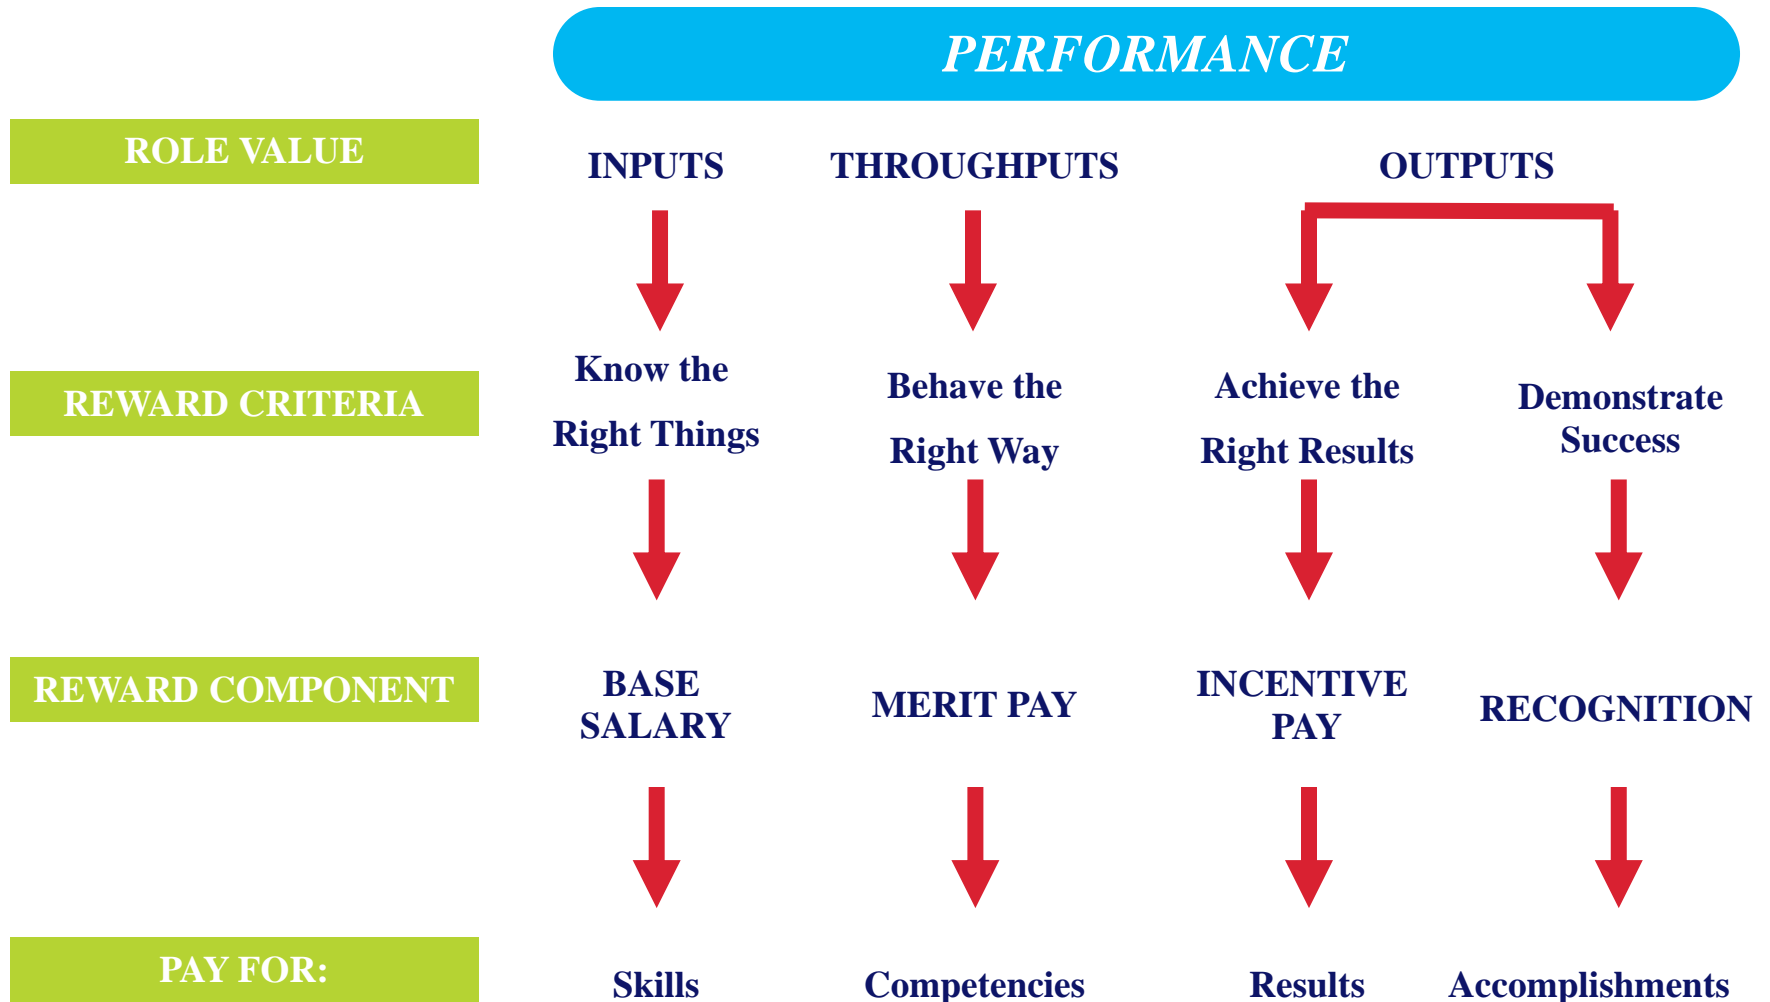 PERFORMANCE
ROLE VALUE
INPUTS
THROUGHPUTS
OUTPUTS
REWARD CRITERIA
Know the
Right Things
Behave the
Right Way
Achieve the
Right Results
Demonstrate
Success
REWARD COMPONENT
BASE
SALARY
MERIT PAY
INCENTIVE
PAY
RECOGNITION
PAY FOR:
Skills
Competencies
Results
Accomplishments